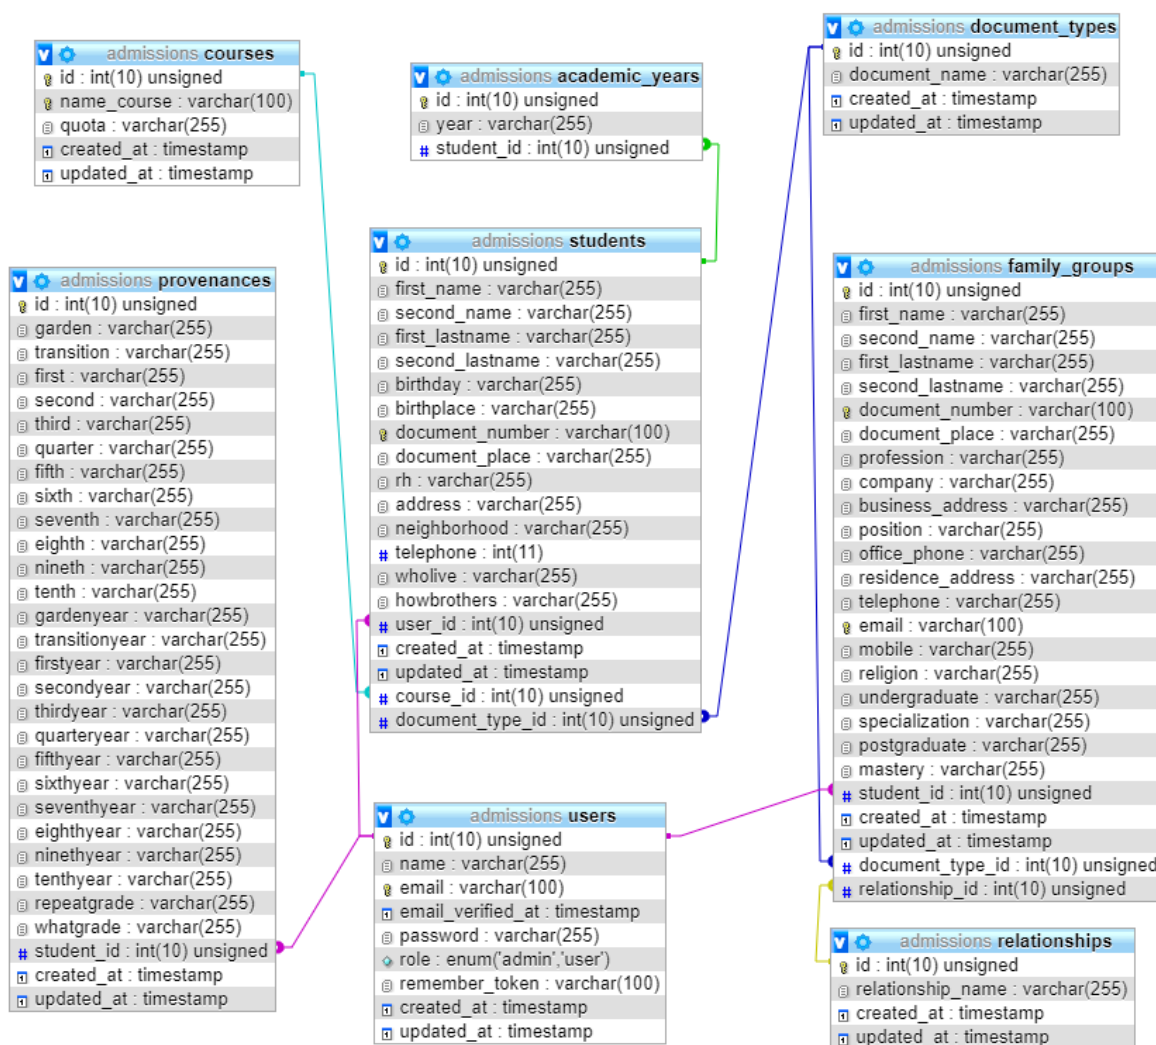 admissions courses
id : int(10) unsigned
name_course : varchar(100)
quota : varchar(255)
created_at : timestamp
updated_at : timestamp
admissions academic_years
id : int(10) unsigned
year : varchar(255)
student_id : int(10) unsigned
admissions document_types
id : int(10) unsigned
document_name : varchar(255)
created_at : timestamp
updated_at : timestamp
admissions provenances
id : int(10) unsigned
garden : varchar(255)
transition : varchar(255)
first : varchar(255)
second : varchar(255)
third : varchar(255)
quarter : varchar(255)
fifth : varchar(255)
sixth : varchar(255)
seventh : varchar(255)
eighth : varchar(255)
nineth : varchar(255)
tenth : varchar(255)
gardenyear : varchar(255)
transitionyear : varchar(255)
firstyear : varchar(255)
secondyear : varchar(255)
thirdyear : varchar(255)
quarteryear : varchar(255)
fifthyear : varchar(255)
sixthyear : varchar(255)
seventhyear : varchar(255)
eighthyear : varchar(255)
ninethyear : varchar(255)
tenthyear : varchar(255)
repeatgrade : varchar(255)
whatgrade : varchar(255)
student_id : int(10) unsigned
created_at : timestamp
updated_at : timestamp
admissions students
id : int(10) unsigned
first_name : varchar(255)
second_name : varchar(255)
first_lastname : varchar(255)
second_lastname : varchar(255)
birthday : varchar(255)
birthplace : varchar(255)
document_number : varchar(100)
document_place : varchar(255)
rh : varchar(255)
address : varchar(255)
neighborhood : varchar(255)
telephone : int(11)
wholive : varchar(255)
howbrothers : varchar(255)
user_id : int(10) unsigned
created_at : timestamp
updated_at : timestamp
course_id : int(10) unsigned
document_type_id : int(10) unsigned
admissions users
id : int(10) unsigned
name : varchar(255)
email : varchar(100)
email_verified_at : timestamp
password : varchar(255)
role : enum('admin','user')
remember_token : varchar(100)
created_at : timestamp
updated_at : timestamp
admissions family_groups
id : int(10) unsigned
first_name : varchar(255)
second_name : varchar(255)
first_lastname : varchar(255)
second_lastname : varchar(255)
document_number : varchar(100)
document_place : varchar(255)
profession : varchar(255)
company : varchar(255)
business_address : varchar(255)
position : varchar(255)
office_phone : varchar(255)
residence_address : varchar(255)
telephone : varchar(255)
email : varchar(100)
mobile : varchar(255)
religion : varchar(255)
undergraduate : varchar(255)
specialization : varchar(255)
postgraduate : varchar(255)
mastery : varchar(255)
student_id : int(10) unsigned
created_at : timestamp
updated_at : timestamp
document_type_id : int(10) unsigned
relationship_id : int(10) unsigned
admissions relationships
id : int(10) unsigned
relationship_name : varchar(255)
created_at : timestamp
updated_at : timestamp